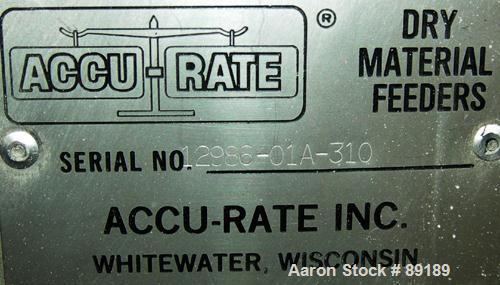 ACCU RATE ®
DRY
MATERIAL
FEEDERS
SERIAL NO. 12986-01A-310
ACCU-RATE INC.
WHITEWATER, WISCONSIN
Aaron Stock # 89189